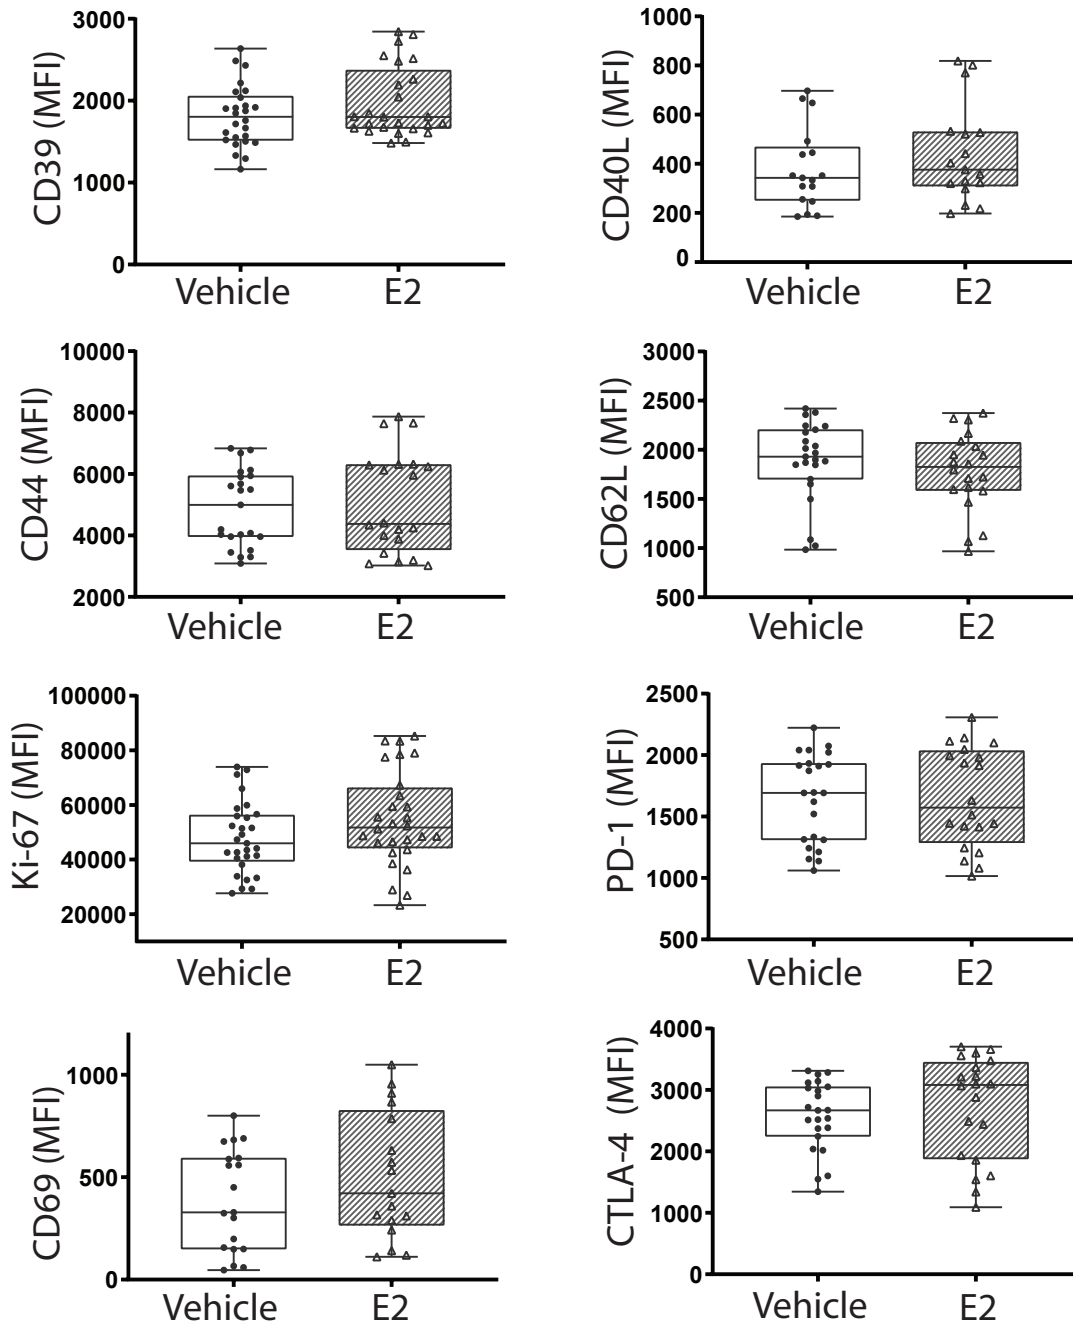 CD39 (MFI)
3000
2000
1000
0
Vehicle E2
CD40L (MFI)
1000
800
600
400
200
0
Vehicle E2
CD44 (MFI)
10000
8000
6000
4000
2000
Vehicle E2
CD62L (MFI)
3000
2500
2000
1500
1000
500
Vehicle E2
Ki-67 (MFI)
100000
80000
60000
40000
20000
Vehicle E2
PD-1 (MFI)
2500
2000
1500
1000
500
Vehicle E2
CD69 (MFI)
1000
500
0
Vehicle E2
CTLA-4 (MFI)
4000
3000
2000
1000
0
Vehicle E2